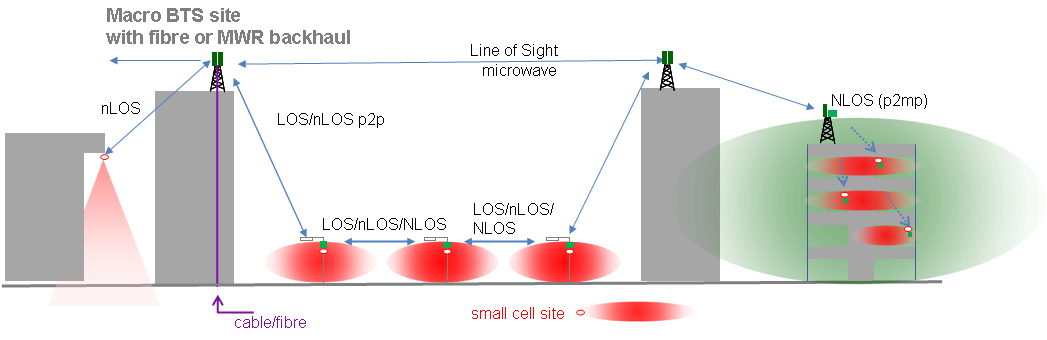 Macro BTS site
with fibre or MWR backhaul
Line of Sight
microwave
nLOS
NLOS (p2mp)
LOS/nLOS p2p
LOS/nLOS/NLOS
LOS/nLOS/
NLOS
small cell site
cable/fibre